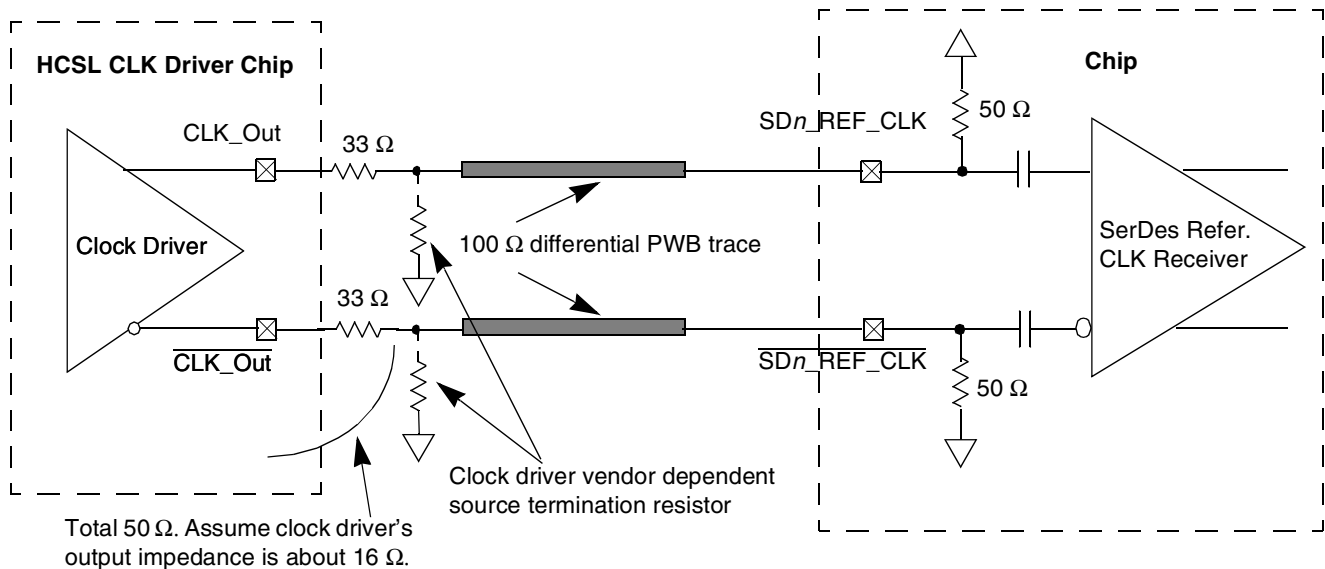 HCSL CLK Driver Chip
Chip
CLK_Out
33 Ω
SDn_REF_CLK
50 Ω
Clock Driver
100 Ω differential PWB trace
SerDes Refer.
CLK Receiver
33 Ω
CLK_Out
SDn_REF_CLK
50 Ω
Clock driver vendor dependent
source termination resistor
Total 50 Ω. Assume clock driver's
output impedance is about 16 Ω.